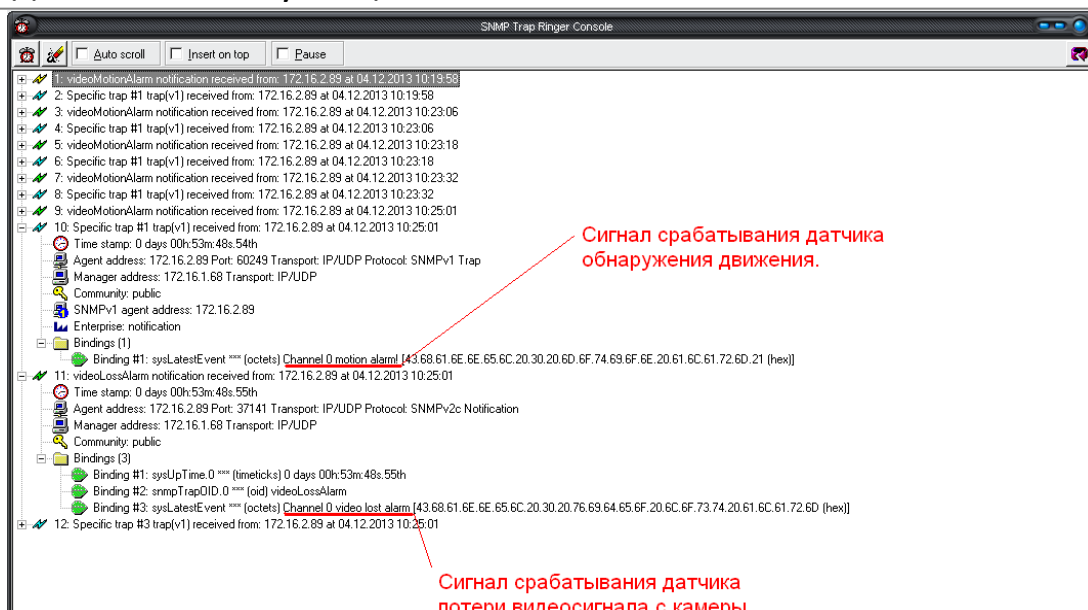 SNMP Trap Ringer Console
Auto scroll Insert on top Pause
1: videoMotionAlarm notification received from: 172.16.2.89 at 04.12.2013 10:19:58
2: Specific trap #1 trap(v1) received from: 172.16.2.89 at 04.12.2013 10:19:58
3: videoMotionAlarm notification received from: 172.16.2.89 at 04.12.2013 10:23:06
4: Specific trap #1 trap(v1) received from: 172.16.2.89 at 04.12.2013 10:23:06
5: videoMotionAlarm notification received from: 172.16.2.89 at 04.12.2013 10:23:18
6: Specific trap #1 trap(v1) received from: 172.16.2.89 at 04.12.2013 10:23:18
7: videoMotionAlarm notification received from: 172.16.2.89 at 04.12.2013 10:23:32
8: Specific trap #1 trap(v1) received from: 172.16.2.89 at 04.12.2013 10:23:32
9: videoMotionAlarm notification received from: 172.16.2.89 at 04.12.2013 10:25:01
10: Specific trap #1 trap(v1) received from: 172.16.2.89 at 04.12.2013 10:25:01
Time stamp: 0 days 00h:53m:48s.54th
Agent address: 172.16.2.89 Port: 60249 Transport: IP/UDP Protocol: SNMPv1 Trap
Manager address: 172.16.1.68 Transport: IP/UDP
Community: public
SNMPv1 agent address: 172.16.2.89
Enterprise: notification
Bindings (1)
Binding #1: sysLatestEvent *** (octets) Channel 0 motion alarm! [43.68.61.6E.6E.65.6C.20.30.20.6D.6F.74.69.6F.6E.20.61.6C.61.72.6D.21 (hex)]
11: videoLossAlarm notification received from: 172.16.2.89 at 04.12.2013 10:25:01
Time stamp: 0 days 00h:53m:48s.55th
Agent address: 172.16.2.89 Port: 37141 Transport: IP/UDP Protocol: SNMPv2c Notification
Manager address: 172.16.1.68 Transport: IP/UDP
Community: public
Bindings (3)
Binding #1: sysUpTime.0 *** (timeticks) 0 days 00h:53m:48s.55th
Binding #2: snmpTrapOID.0 *** (oid) videoLossAlarm
Binding #3: sysLatestEvent *** (octets) Channel 0 video lost alarm [43.68.61.6E.6E.65.6C.20.30.20.76.69.64.65.6F.20.6C.6F.73.74.20.61.6C.61.72.6D (hex)]
12: Specific trap #3 trap(v1) received from: 172.16.2.89 at 04.12.2013 10:25:01
Сигнал срабатывания датчика
обнаружения движения.
Сигнал срабатывания датчика
потери видеосигнала с камеры